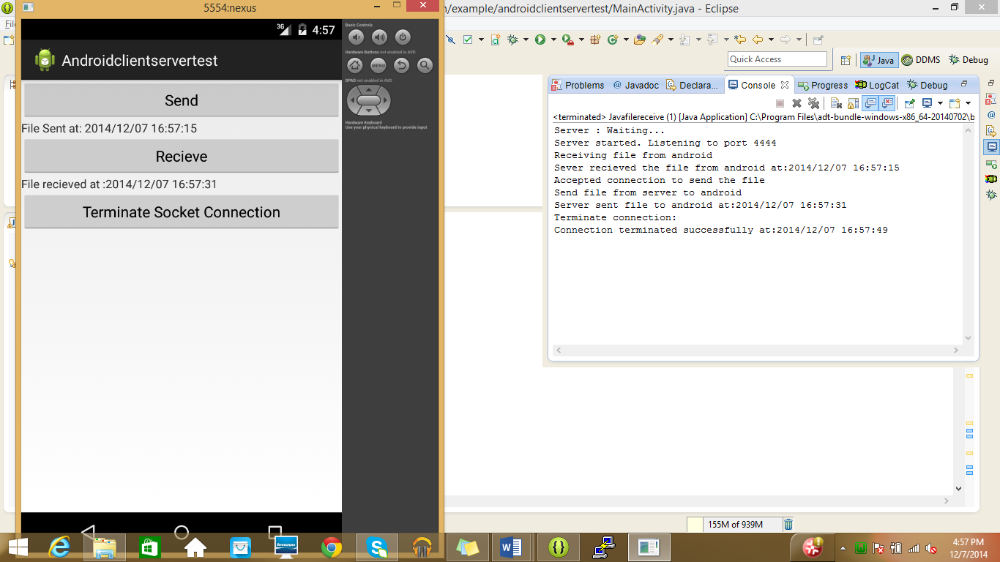 5554:nexus
n/example/androidclientservertest/MainActivity.java - Eclipse
3G 4:57
Androidclientservertest
Send
File Sent at: 2014/12/07 16:57:15
Recieve
File recieved at :2014/12/07 16:57:31
Terminate Socket Connection
Basic Controls
Hardware Buttons not enabled in AVD
MENU
DPAD not enabled in AVD
Hardware Keyboard
Use your physical keyboard to provide input
Quick Access
Java DDMS Debug
Problems @ Javadoc Declara... Console Progress LogCat Debug
<terminated> Javafilereceive (1) [Java Application] C:\Program Files\adt-bundle-windows-x86_64-20140702\b
Server : Waiting...
Server started. Listening to port 4444
Receiving file from android
Sever recieved the file from android at:2014/12/07 16:57:15
Accepted connection to send the file
Send file from server to android
Server sent file to android at:2014/12/07 16:57:31
Terminate connection:
Connection terminated successfully at:2014/12/07 16:57:49
155M of 939M
lenovo
4:57 PM
12/7/2014